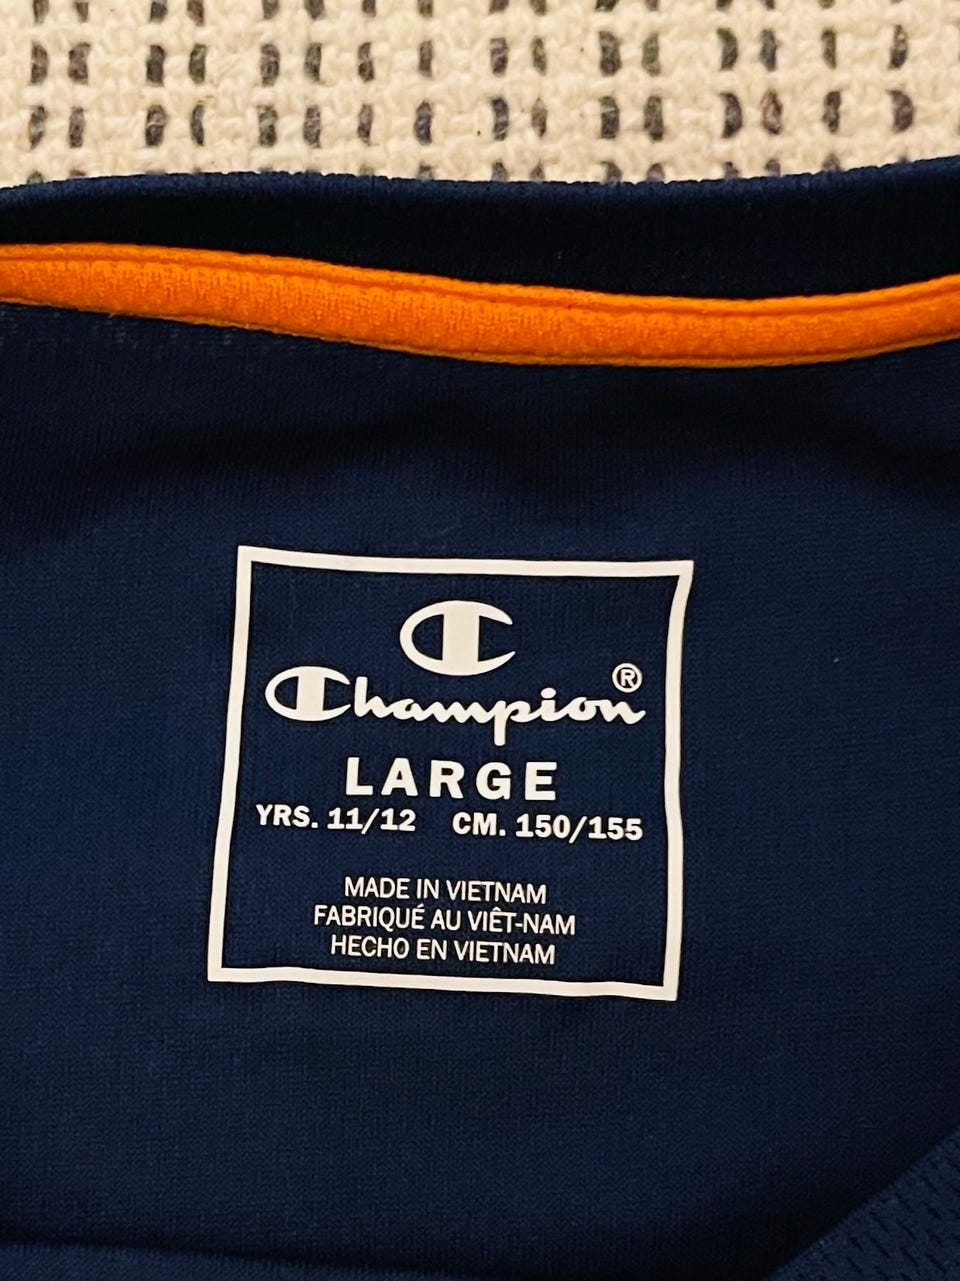 C
Champion®
LARGE
YRS. 11/12 CM. 150/155
MADE IN VIETNAM
FABRIQUÉ AU VIÊT-NAM
HECHO EN VIETNAM